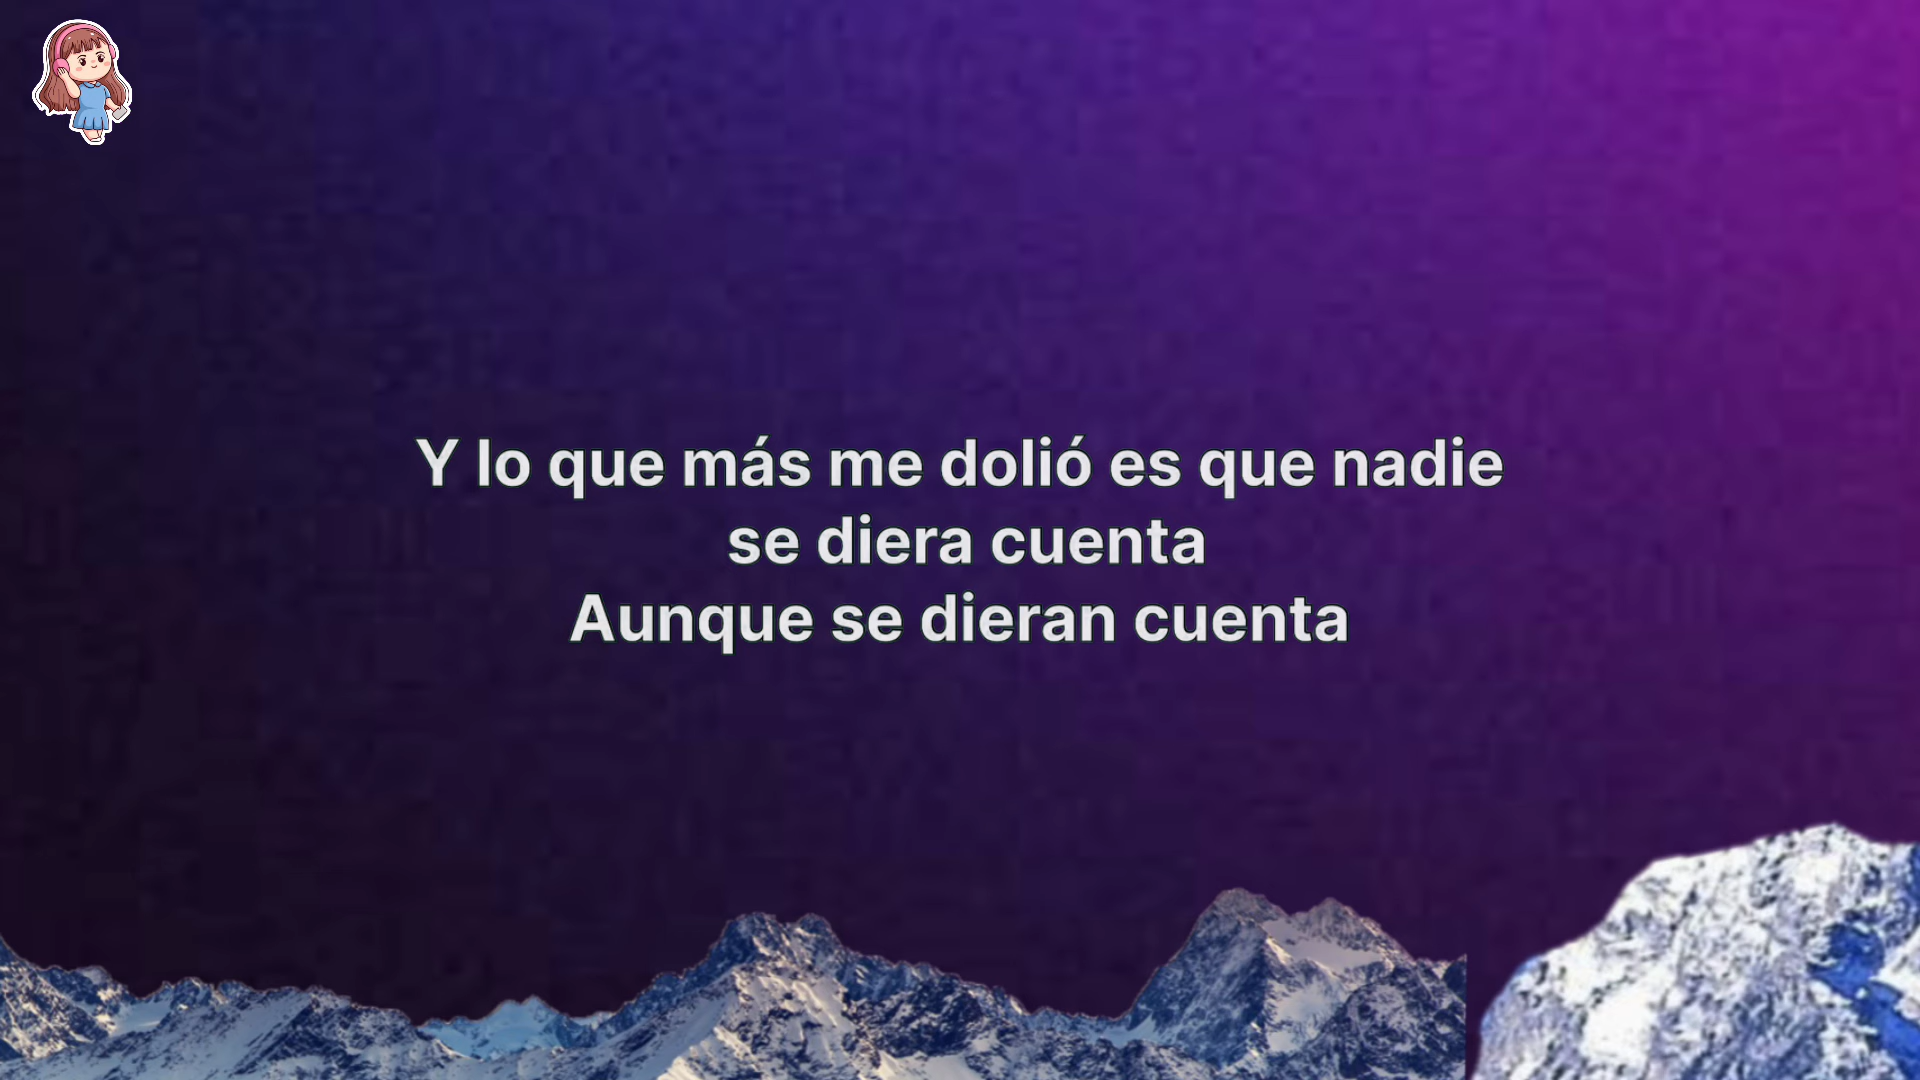 Y lo que más me dolió es que nadie
se diera cuenta
Aunque se dieran cuenta